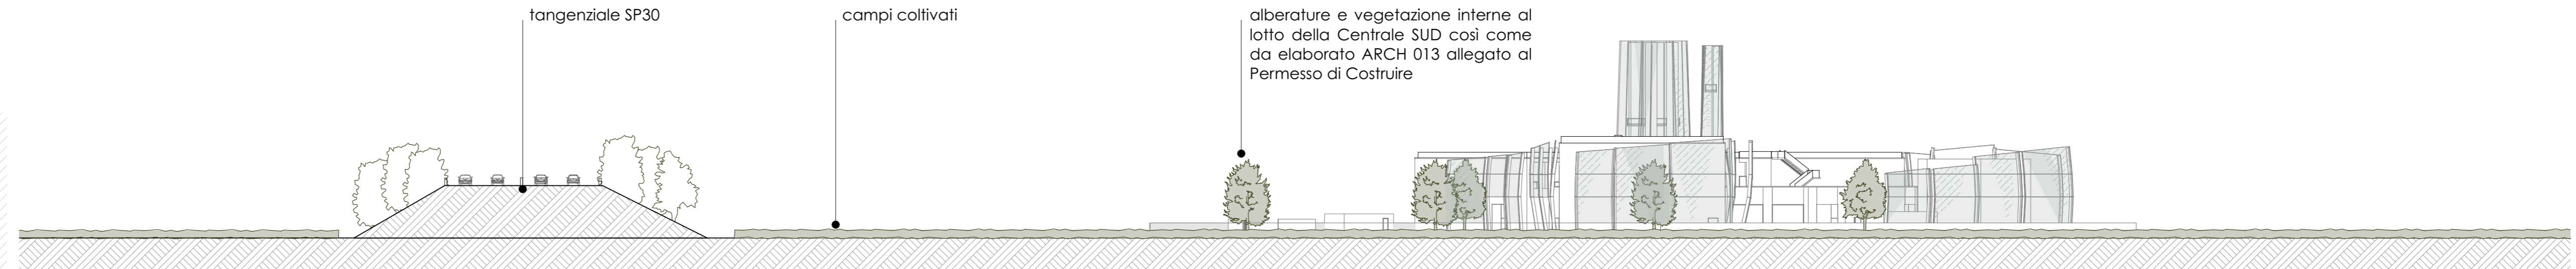 tangenziale SP30
campi coltivati
alberature e vegetazione interne al
lotto della Centrale SUD così come
da elaborato ARCH 013 allegato al
Permesso di Costruire